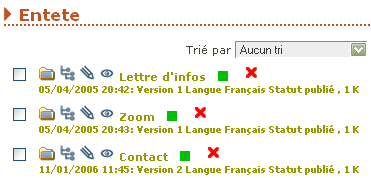 Entete
Trié par Aucun tri
Lettre d'infos
05/04/2005 20:42: Version 1 Langue Français Statut publié , 1 K
Zoom
05/04/2005 20:43: Version 1 Langue Français Statut publié , 1 K
Contact
11/01/2006 11:45: Version 2 Langue Français Statut publié , 1 K